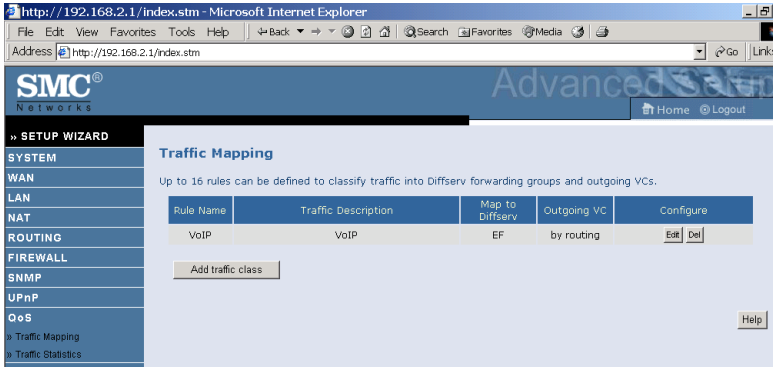 http://192.168.2.1/index.stm - Microsoft Internet Explorer
File Edit View Favorites Tools Help Back Search Favorites Media
Address http://192.168.2.1/index.stm Go Links
SMC®
Networks
Advanced Setup
Home Logout
» SETUP WIZARD
SYSTEM
WAN
LAN
NAT
ROUTING
FIREWALL
SNMP
UPnP
QoS
» Traffic Mapping
» Traffic Statistics
Traffic Mapping
Up to 16 rules can be defined to classify traffic into Diffserv forwarding groups and outgoing VCs.
Rule Name Traffic Description Map to Diffserv Outgoing VC Configure
VoIP VoIP EF by routing Edit Del
Add traffic class
Help